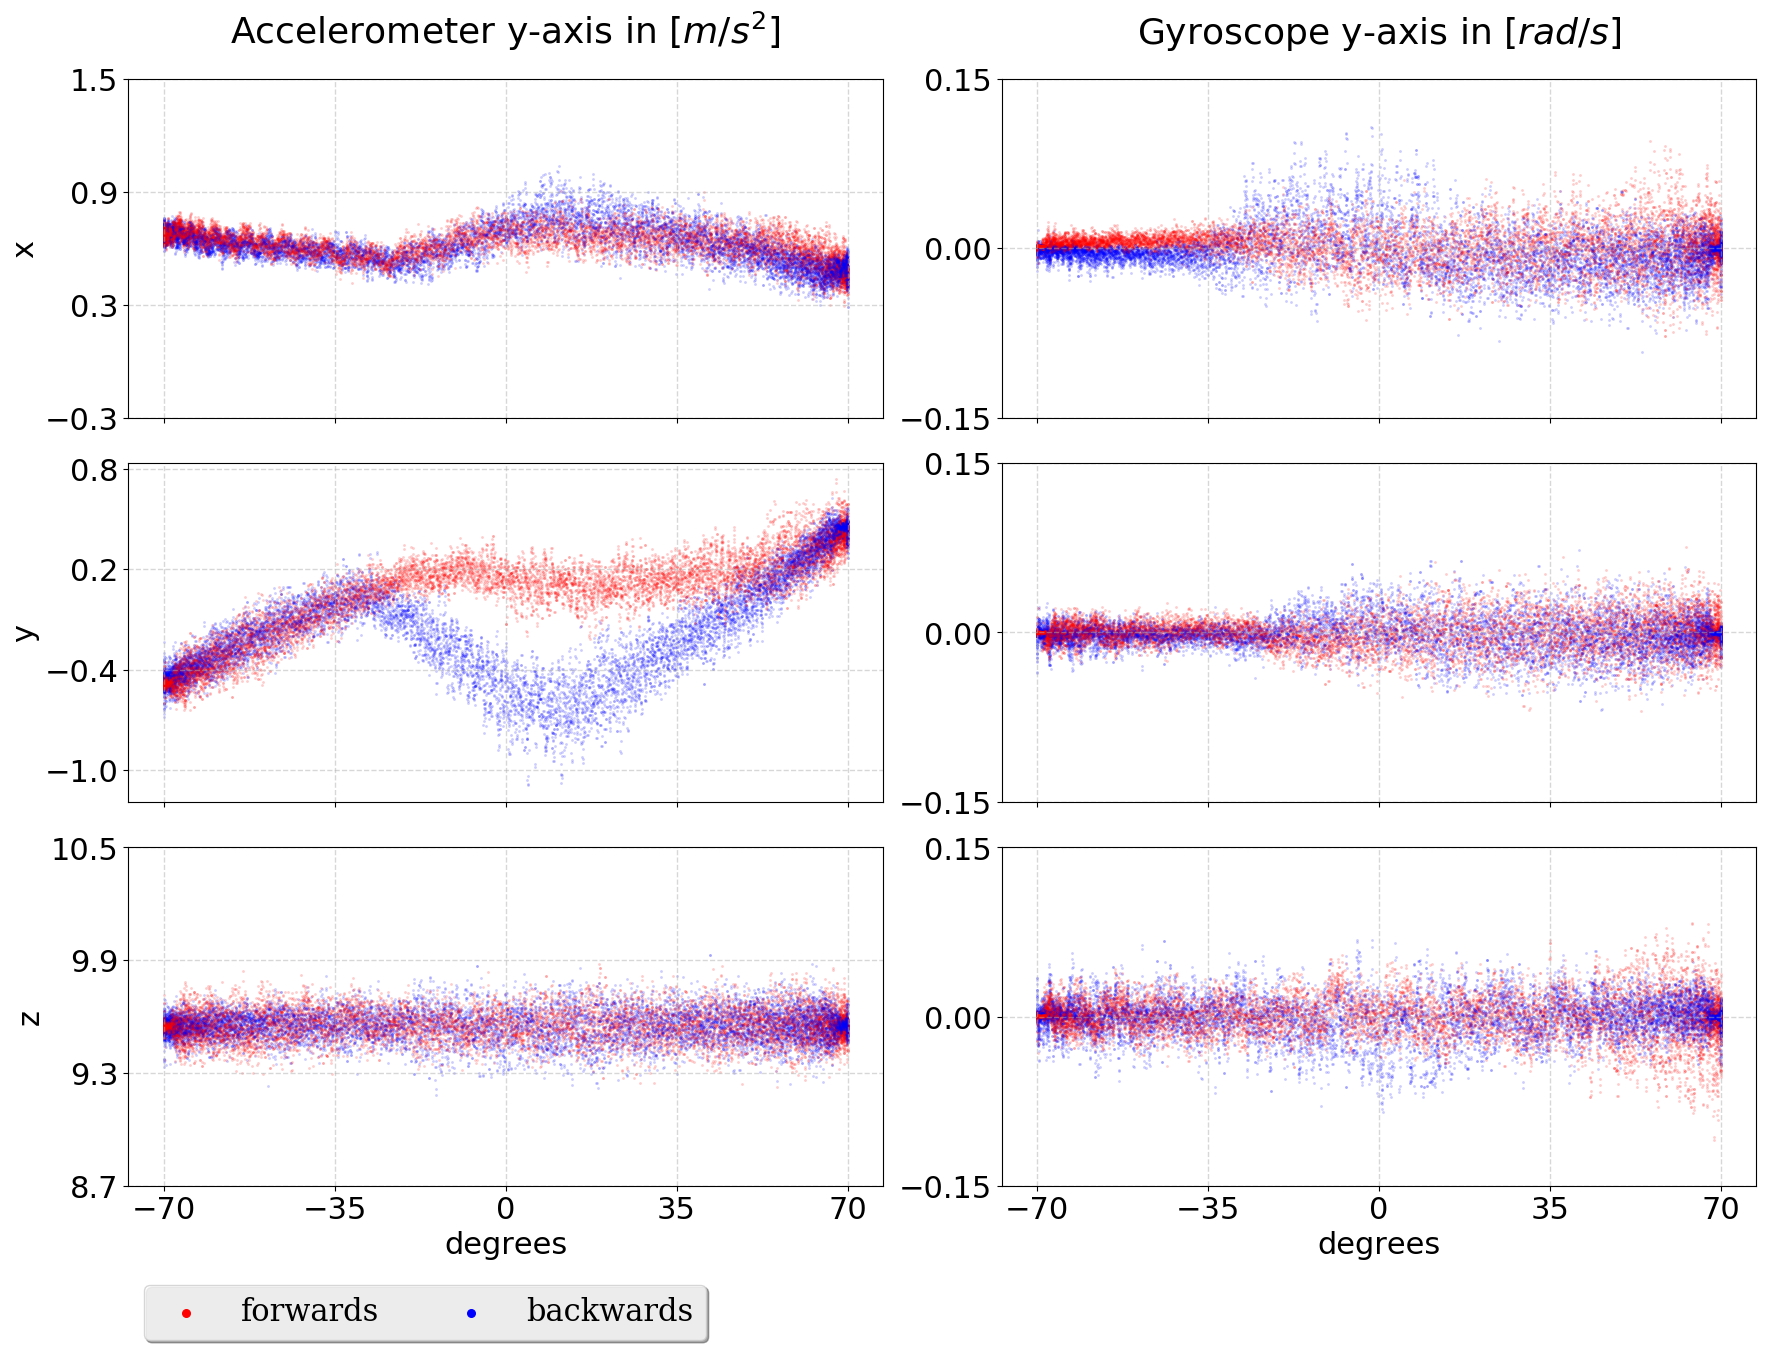 Accelerometer y-axis in [m/s²]
Gyroscope y-axis in [rad/s]
1.5
0.9
0.3
−0.3
x
0.15
0.00
−0.15
0.8
0.2
−0.4
−1.0
y
0.15
0.00
−0.15
10.5
9.9
9.3
8.7
z
−70 −35 0 35 70
degrees
0.15
0.00
−0.15
−70 −35 0 35 70
degrees
forwards backwards